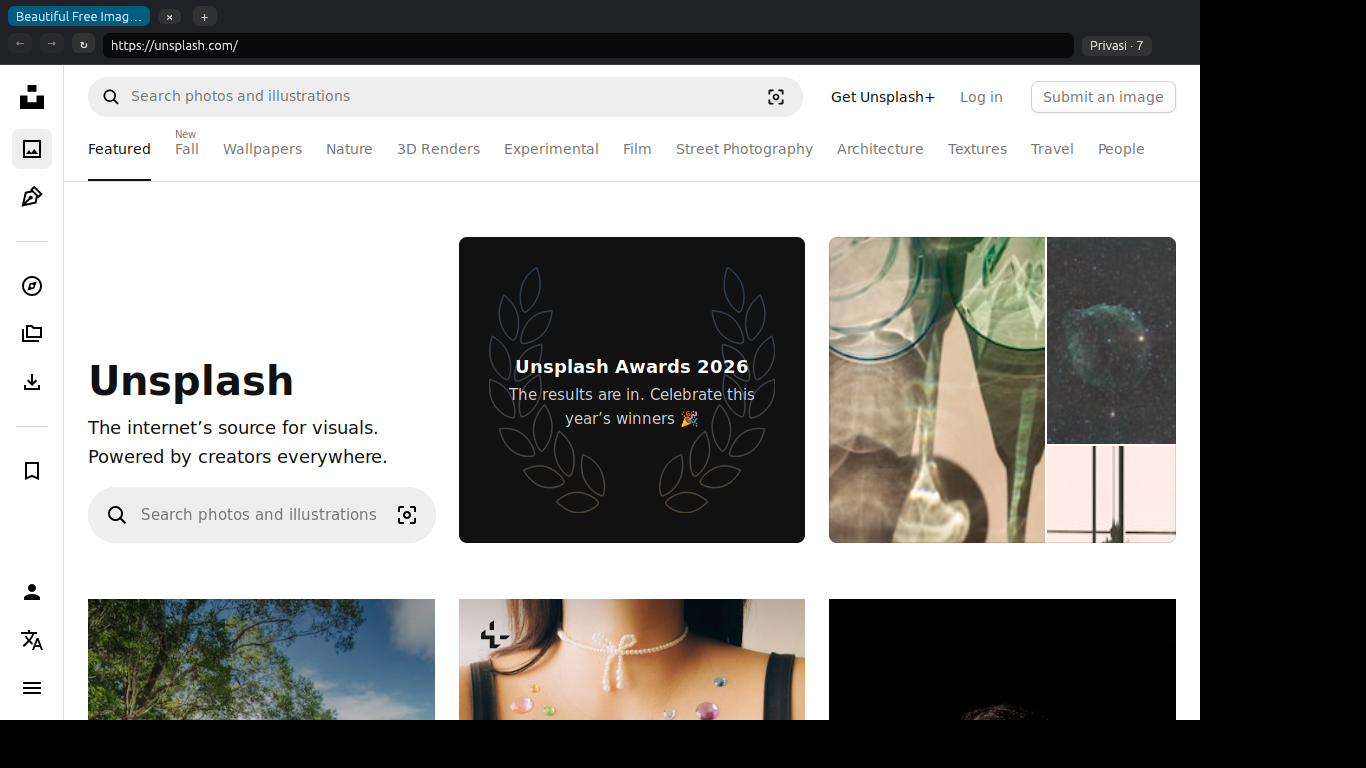 Beautiful Free Imag…
https://unsplash.com/
Privasi · 7
Search photos and illustrations
Get Unsplash+
Log in
Submit an image
Featured
New
Fall
Wallpapers
Nature
3D Renders
Experimental
Film
Street Photography
Architecture
Textures
Travel
People
Unsplash
The internet’s source for visuals.
Powered by creators everywhere.
Search photos and illustrations
Unsplash Awards 2026
The results are in. Celebrate this
year’s winners 🎉